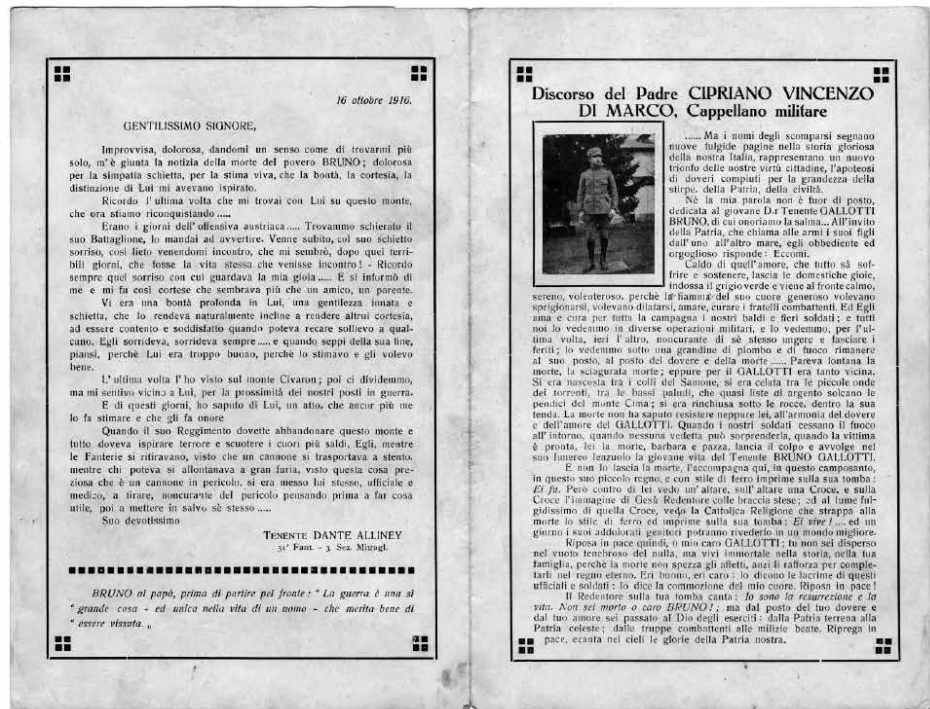 16 ottobre 1916.
GENTILISSIMO SIGNORE,
Improvvisa, dolorosa, dandomi un senso come di trovarmi più
solo, m'è giunta la notizia della morte del povero BRUNO; dolorosa
per la simpatia schietta, per la stima viva, che la bontà, la cortesia, la
distinzione di Lui mi avevano ispirato.
Ricordo l'ultima volta che mi trovai con Lui su questo monte,
che ora stiamo riconquistando .....
Erano i giorni dell'offensiva austriaca..... Trovammo schierato il
suo Battaglione, lo mandai ad avvertire. Venne subito, col suo schietto
sorriso, così lieto venendomi incontro, che mi sembrò, dopo quei terri-
bili giorni, che fosse la vita stessa che venisse incontro! - Ricordo
sempre quel sorriso con cui guardava la mia gioia..... E si informò di
me e mi fu così cortese che sembrava più che un amico, un parente.
Vi era una bontà profonda in Lui, una gentilezza innata e
schietta, che lo rendeva naturalmente incline a rendere altrui cortesia,
ad essere contento e soddisfatto quando poteva recare sollievo a qual-
cuno. Egli sorrideva, sorrideva sempre..... e quando seppi della sua fine,
piansi, perchè Lui era troppo buono, perchè lo stimavo e gli volevo
bene.
L'ultima volta l'ho visto sul monte Civaron; poi ci dividemmo,
ma mi sentivo vicino a Lui, per la prossimità dei nostri posti in guerra.
E di questi giorni, ho saputo di Lui, un atto, che ancor più me
lo fa stimare e che gli fa onore
Quando il suo Reggimento dovette abbandonare questo monte e
tutto doveva ispirare terrore e scuotere i cuori più saldi, Egli, mentre
le Fanterie si ritiravano, visto che un cannone si trasportava a stento,
mentre chi poteva si allontanava a gran furia, visto questa cosa pre-
ziosa che è un cannone in pericolo, si era messo lui stesso, ufficiale e
medico, a tirare, noncurante del pericolo pensando prima a far cosa
utile, poi a mettere in salvo sè stesso .....
Suo devotissimo
TENENTE DANTE ALLINEY
51° Fant. - 3. Sez. Mitragl.
BRUNO al papà, prima di partire pel fronte: " La guerra è una sì
" grande cosa - ed unica nella vita di un uomo - che merita bene di
" essere vissuta. „
Discorso del Padre CIPRIANO VINCENZO
DI MARCO, Cappellano militare
...... Ma i nomi degli scomparsi segnano
nuove fulgide pagine nella storia gloriosa
della nostra Italia, rappresentano un nuovo
trionfo delle nostre virtù cittadine, l'apoteosi
di doveri compiuti per la grandezza della
stirpe, della Patria, della civiltà.
Nè la mia parola non è fuor di posto,
dedicata al giovane D.r Tenente GALLOTTI
BRUNO, di cui onoriamo la salma... All'invito
della Patria, che chiama alle armi i suoi figli
dall'uno all'altro mare, egli obbediente ed
orgoglioso risponde: Eccomi.
Caldo di quell'amore, che tutto sà sof-
frire e sostenere, lascia le domestiche gioie,
indossa il grigio verde e viene al fronte calmo,
sereno, volenteroso, perchè la fiamma del suo cuore generoso volevano
sprigionarsi, volevano dilatarsi, amare, curare i fratelli combattenti. Ed Egli
ama e cura per tutta la campagna i nostri baldi e fieri soldati; e tutti
noi lo vedemmo in diverse operazioni militari, e lo vedemmo, per l'ul-
tima volta, ieri l'altro, noncurante di sè stesso ungere e fasciare i
feriti; lo vedemmo sotto una grandine di piombo e di fuoco rimanere
al suo posto, al posto del dovere e della morte ..... Pareva lontana la
morte, la sciagurata morte; eppure per il GALLOTTI era tanto vicina.
Si era nascosta tra i colli del Samone, si era celata tra le piccole onde
dei torrenti, tra le bassi paludi, che quasi liste di argento solcano le
pendici del monte Cima; si era rinchiusa sotto le rocce, dentro la sua
tenda. La morte non ha saputo resistere neppure lei, all'armonia del dovere
e dell'amore del GALLOTTI. Quando i nostri soldati cessano il fuoco
all'intorno, quando nessuna vedetta può sorprenderla, quando la vittima
è pronta, lei la morte, barbara e pazza, lancia il colpo e avvolge nel
suo funereo lenzuolo la giovane vita del Tenente BRUNO GALLOTTI.
E non lo lascia la morte, l'accompagna qui, in questo camposanto,
in questo suo piccolo regno, e con stile di ferro imprime sulla sua tomba:
Ei fu. Però contro di lei vedo un'altare, sull'altare una Croce, e sulla
Croce l'immagine di Gesù Redentore colle braccia stese; ed al lume ful-
gidissimo di quella Croce, vedo la Cattolica Religione che strappa alla
morte lo stile di ferro ed imprime sulla sua tomba: Ei vive! .... ed un
giorno i suoi addolorati genitori potranno rivederlo in un mondo migliore.
Riposa in pace quindi, o mio caro GALLOTTI; tu non sei disperso
nel vuoto tenebroso del nulla, ma vivi immortale nella storia, nella tua
famiglia, perchè la morte non spezza gli affetti, anzi li rafforza per comple-
tarli nel regno eterno. Eri buono, eri caro: lo dicono le lacrime di questi
ufficiali e soldati: lo dice la commozione del mio cuore. Riposa in pace!
Il Redentore sulla tua tomba canta: Io sono la resurrezione e la
vita. Non sei morto o caro BRUNO!; ma dal posto del tuo dovere e
dal tuo amore sei passato al Dio degli eserciti: dalla Patria terrena alla
Patria celeste; dalle truppe combattenti alle milizie beate. Riprega in
pace, ecanta nei cieli le glorie della Patria nostra.